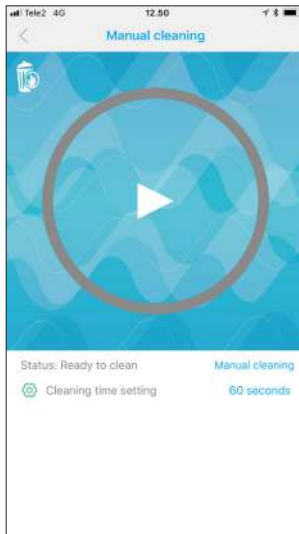 Tele2 4G 12.50
Manual cleaning
Status: Ready to clean Manual cleaning
Cleaning time setting 60 seconds